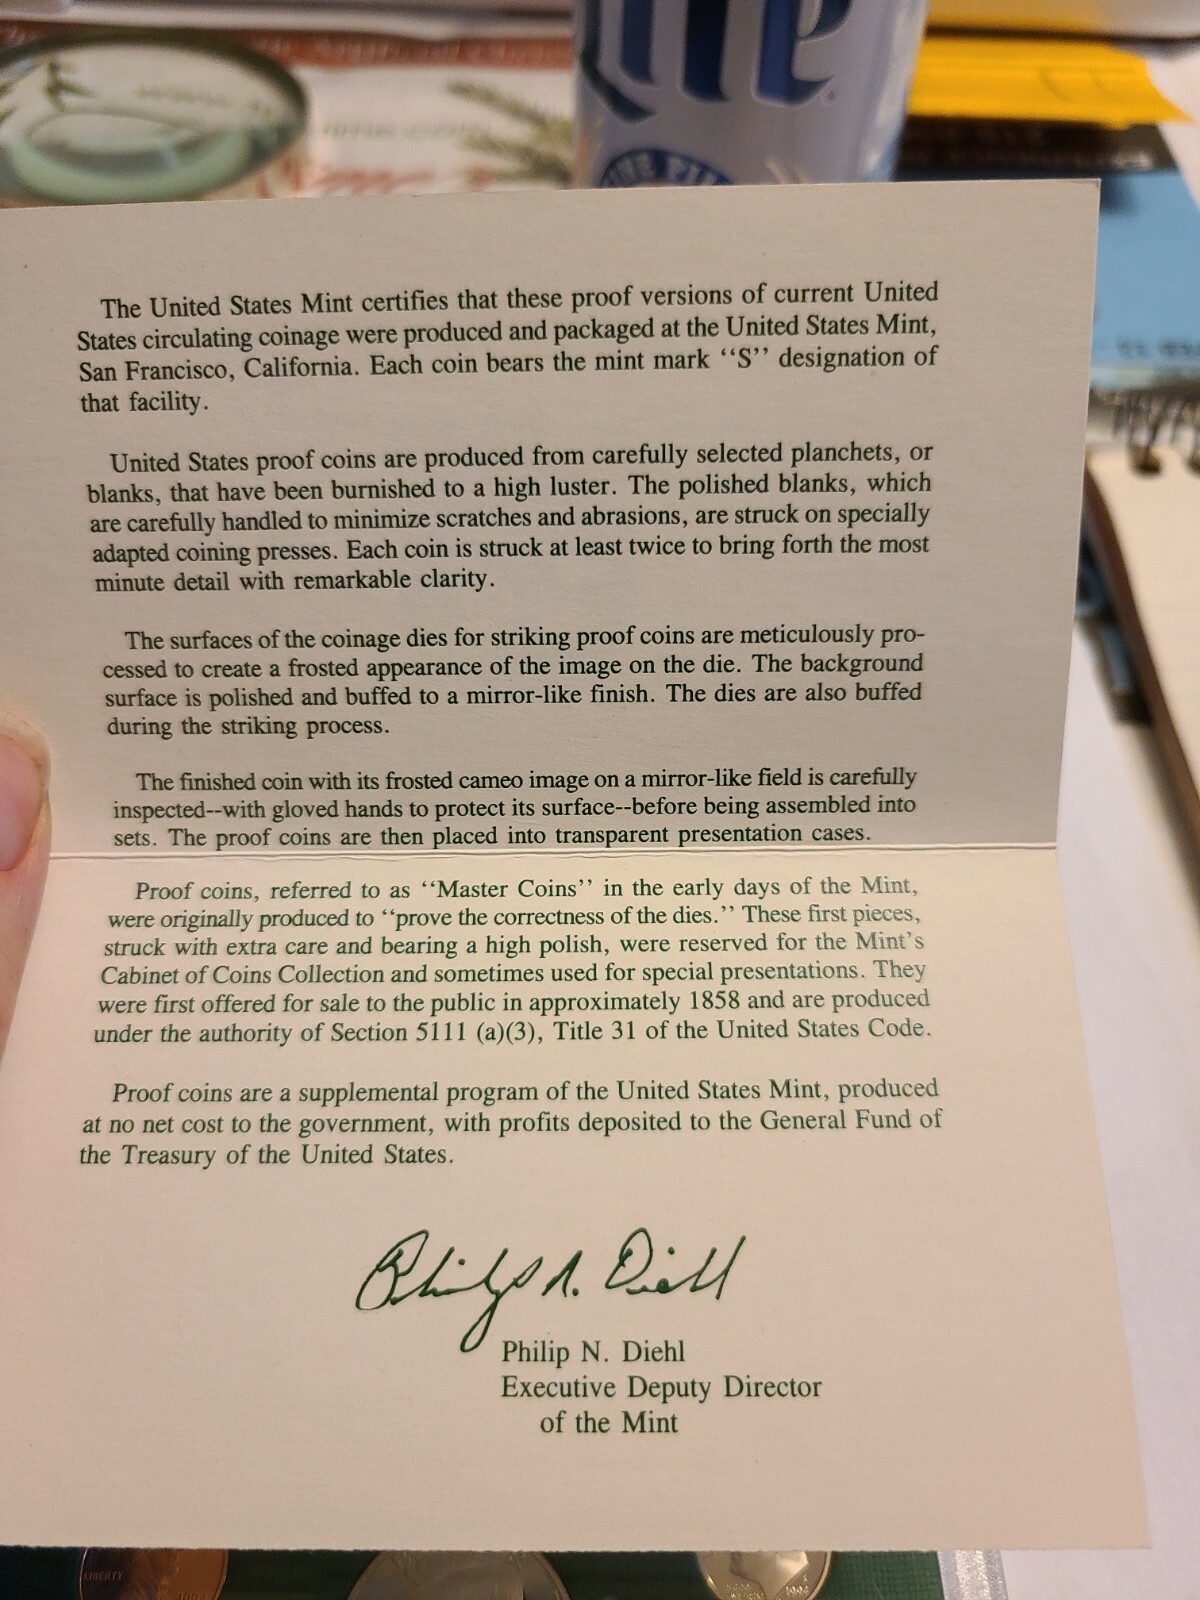 Lite
The United States Mint certifies that these proof versions of current United
States circulating coinage were produced and packaged at the United States Mint,
San Francisco, California. Each coin bears the mint mark ‘‘S’’ designation of
that facility.
United States proof coins are produced from carefully selected planchets, or
blanks, that have been burnished to a high luster. The polished blanks, which
are carefully handled to minimize scratches and abrasions, are struck on specially
adapted coining presses. Each coin is struck at least twice to bring forth the most
minute detail with remarkable clarity.
The surfaces of the coinage dies for striking proof coins are meticulously pro-
cessed to create a frosted appearance of the image on the die. The background
surface is polished and buffed to a mirror-like finish. The dies are also buffed
during the striking process.
The finished coin with its frosted cameo image on a mirror-like field is carefully
inspected--with gloved hands to protect its surface--before being assembled into
sets. The proof coins are then placed into transparent presentation cases.
Proof coins, referred to as ‘‘Master Coins’’ in the early days of the Mint,
were originally produced to ‘‘prove the correctness of the dies.’’ These first pieces,
struck with extra care and bearing a high polish, were reserved for the Mint's
Cabinet of Coins Collection and sometimes used for special presentations. They
were first offered for sale to the public in approximately 1858 and are produced
under the authority of Section 5111 (a)(3), Title 31 of the United States Code.
Proof coins are a supplemental program of the United States Mint, produced
at no net cost to the government, with profits deposited to the General Fund of
the Treasury of the United States.
Philip N. Diehl
Philip N. Diehl
Executive Deputy Director
of the Mint
LIBERTY
S
1994